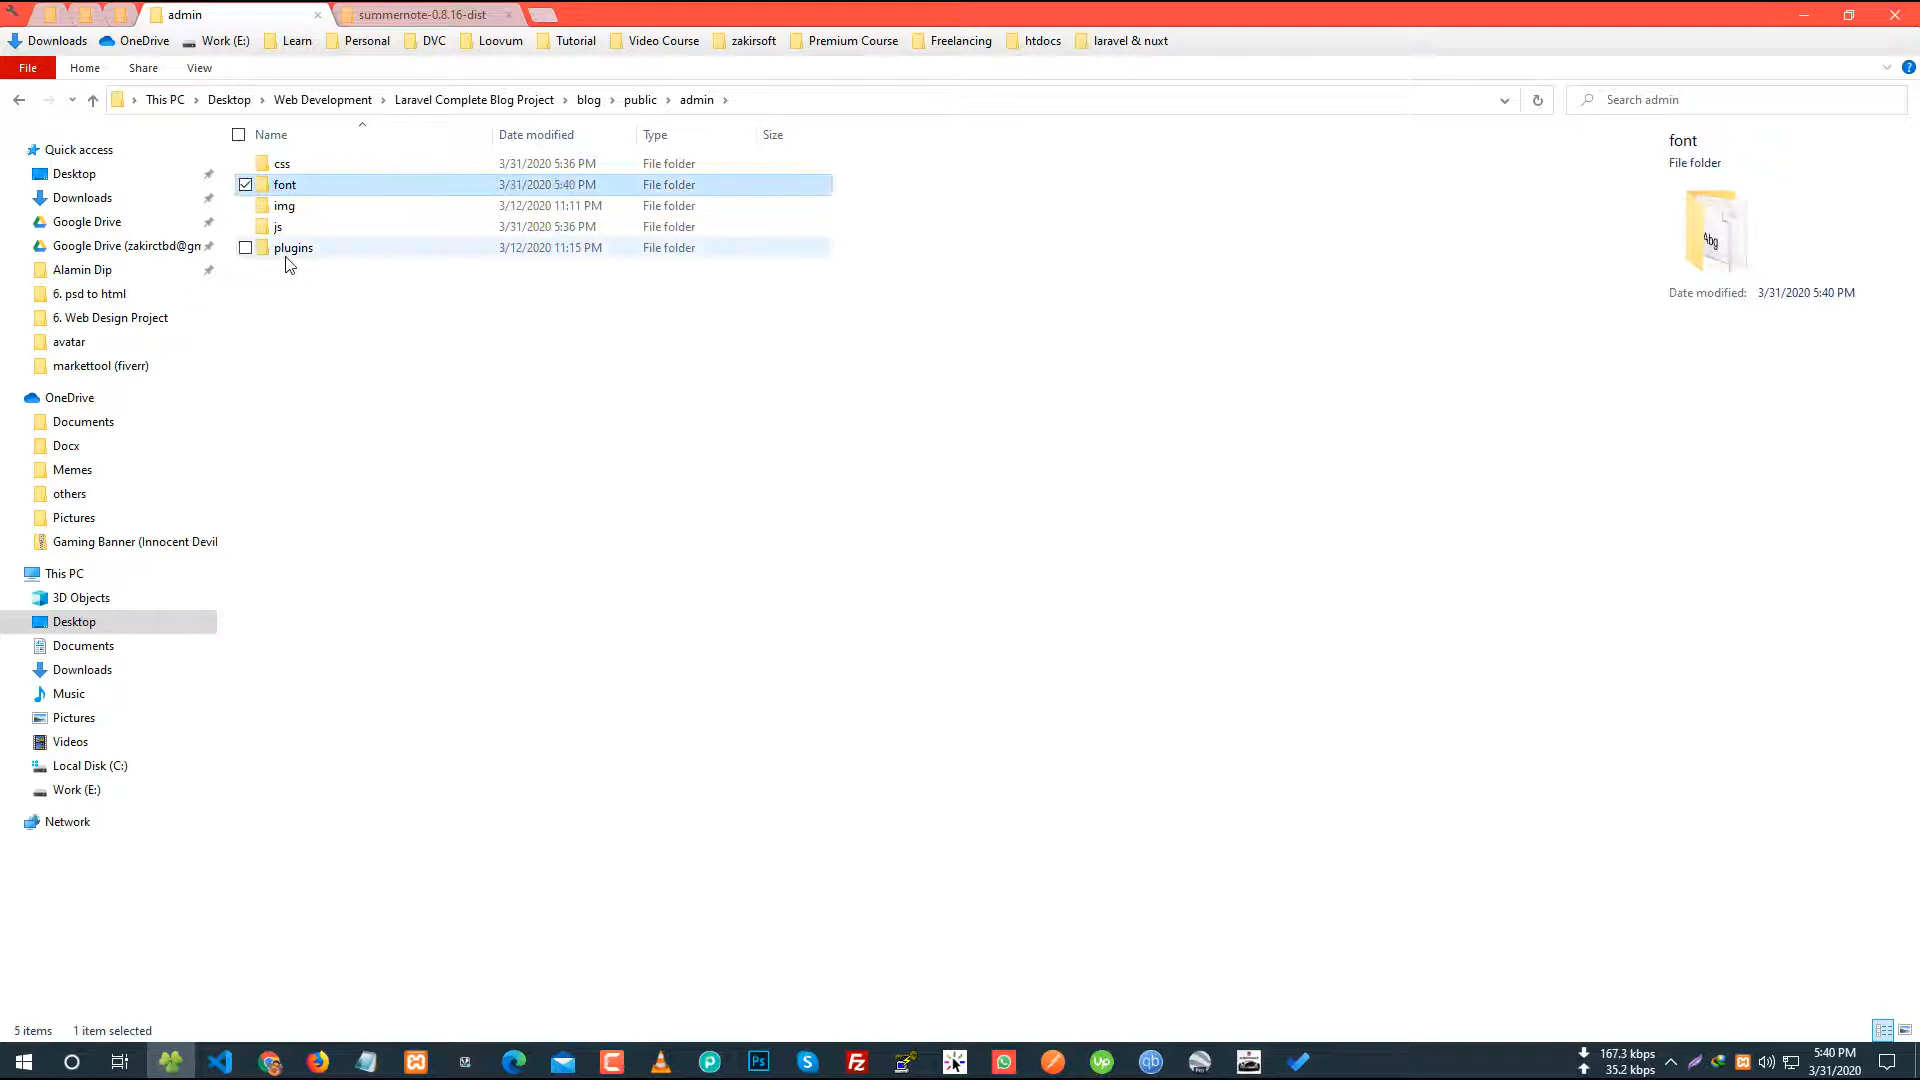 admin
summernote-0.8.16-dist
Downloads OneDrive Work (E:) Learn Personal DVC Loovum Tutorial Video Course zakirsoft Premium Course Freelancing htdocs laravel & nuxt
File Home Share View
This PC Desktop Web Development Laravel Complete Blog Project blog public admin
Search admin
Name Date modified Type Size
css 3/31/2020 5:36 PM File folder
font 3/31/2020 5:40 PM File folder
img 3/12/2020 11:11 PM File folder
js 3/31/2020 5:36 PM File folder
plugins 3/12/2020 11:15 PM File folder
font
File folder
Abg
Date modified: 3/31/2020 5:40 PM
Quick access
Desktop
Downloads
Google Drive
Google Drive (zakirctbd@gm
Alamin Dip
6. psd to html
6. Web Design Project
avatar
markettool (fiverr)
OneDrive
Documents
Docx
Memes
others
Pictures
Gaming Banner (Innocent Devil
This PC
3D Objects
Desktop
Documents
Downloads
Music
Pictures
Videos
Local Disk (C:)
Work (E:)
Network
5 items 1 item selected
167.3 kbps
35.2 kbps
5:40 PM
3/31/2020